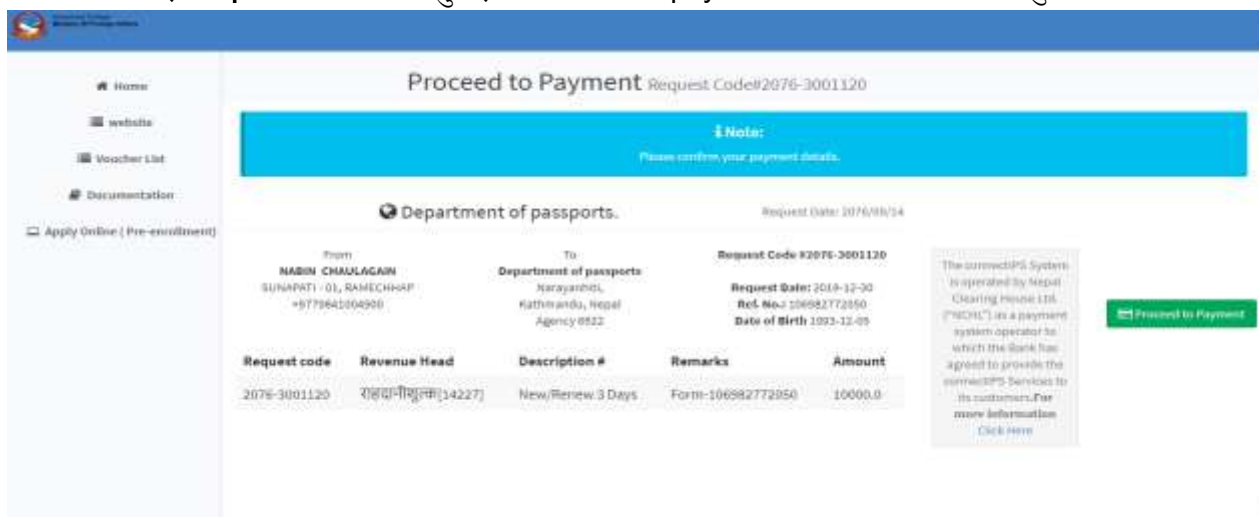 Home
website
Voucher List
Documentation
Apply Online ( Pre-enrollment)
Proceed to Payment Request Code#2076-3001120
Note:
Please confirm your payment details.
Department of passports.
Request Date: 2076/09/14
From
NABIN CHAULAGAIN
SUNAPATI - 01, RAMECHHAP
+9779641004900
To
Department of passports
Narayanhiti,
Kathmandu, Nepal
Agency 0922
Request Code #2076-3001120
Request Date: 2019-12-30
Ref. No.: 106982772050
Date of Birth 1993-12-05
Request code Revenue Head Description # Remarks Amount
2076-3001120 राहदानीशुल्क[14227] New/Renew 3 Days Form-106982772050 10000.0
The connectIPS System
is operated by Nepal
Clearing House Ltd.
("NCHL") as a payment
system operator to
which the Bank has
agreed to provide the
connectIPS Services to
its customers.For
more information
Click Here
Proceed to Payment